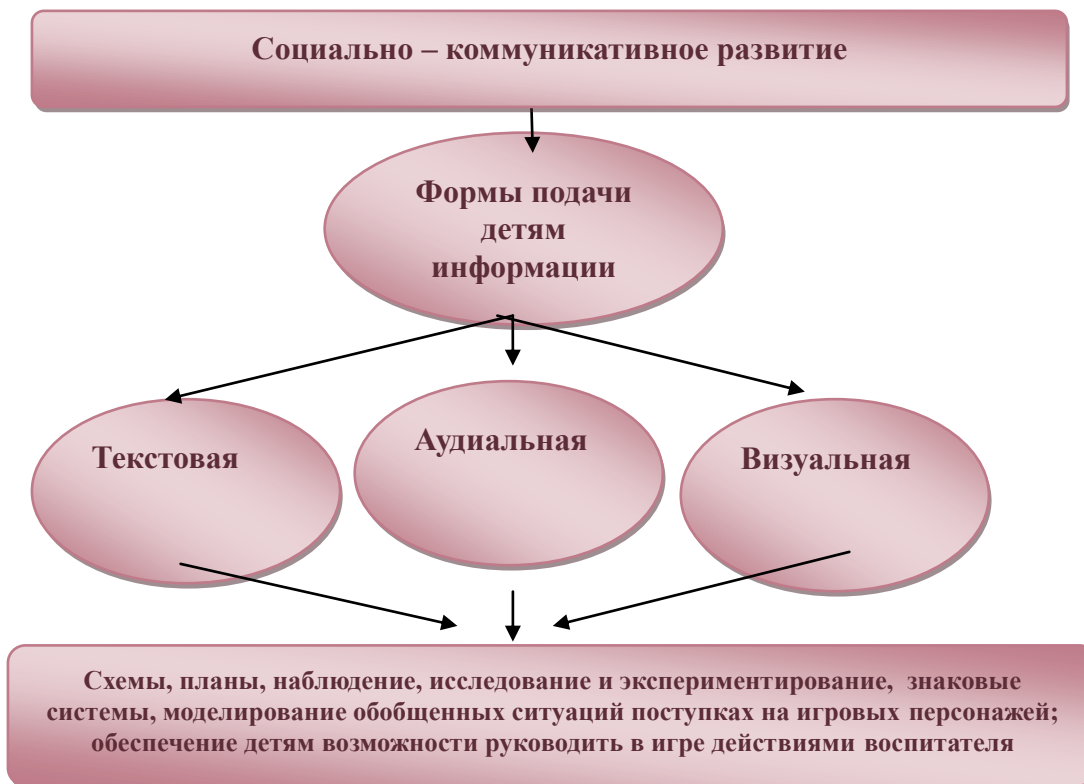 Социально – коммуникативное развитие
Формы подачи
детям
информации
Текстовая
Аудиальная
Визуальная
Схемы, планы, наблюдение, исследование и экспериментирование, знаковые
системы, моделирование обобщенных ситуаций поступках на игровых персонажей;
обеспечение детям возможности руководить в игре действиями воспитателя